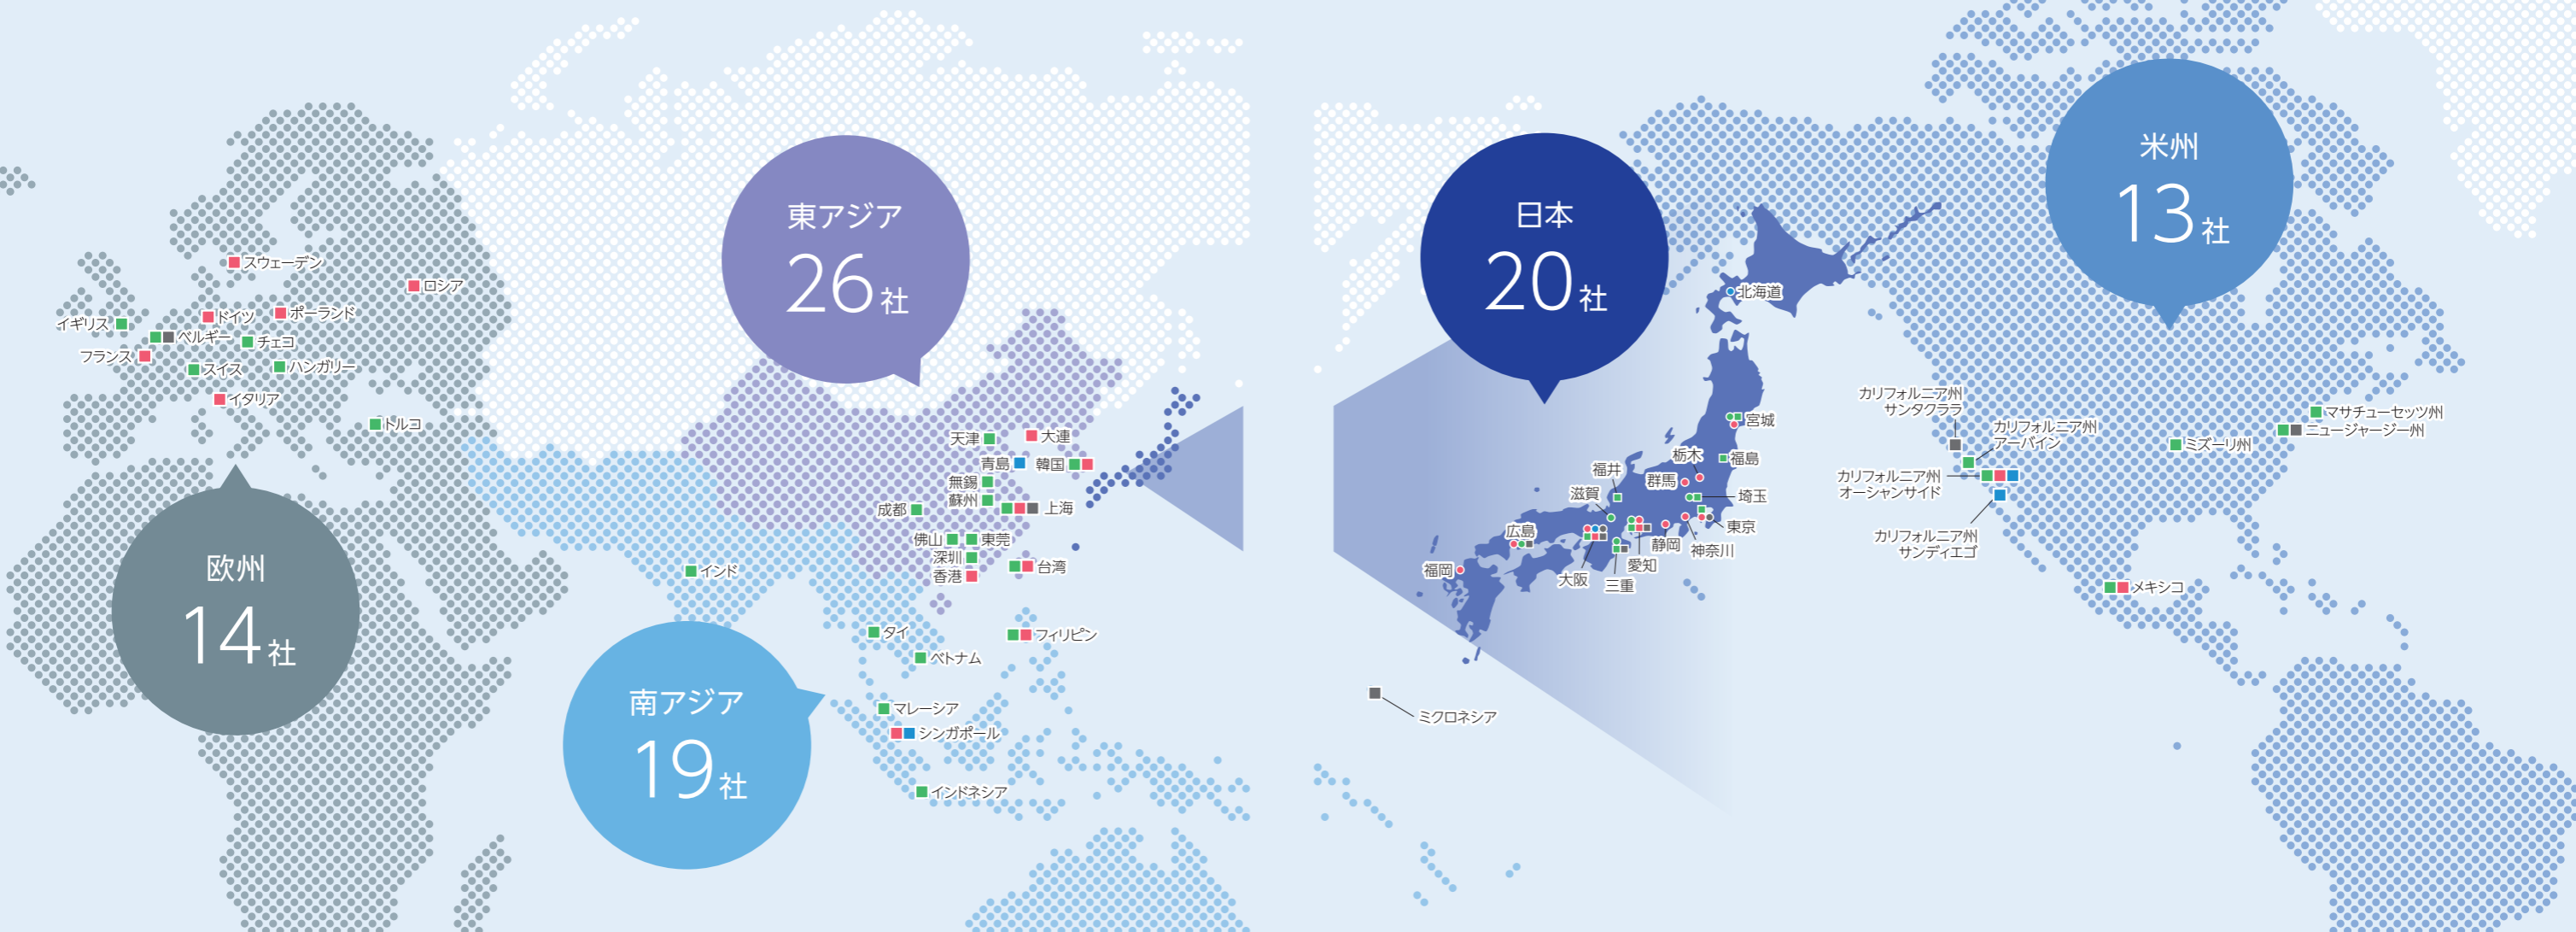 スウェーデン
ロシア
イギリス
ドイツ
ポーランド
ベルギー
チェコ
フランス
スイス
ハンガリー
イタリア
トルコ
欧州
14社
東アジア
26社
天津
大連
青島
韓国
無錫
蘇州
成都
上海
佛山
東莞
深圳
香港
台湾
インド
タイ
フィリピン
ベトナム
南アジア
19社
マレーシア
シンガポール
インドネシア
日本
20社
北海道
宮城
福島
栃木
群馬
福井
滋賀
埼玉
東京
広島
静岡
神奈川
愛知
大阪
三重
福岡
ミクロネシア
米州
13社
カリフォルニア州
サンタクララ
カリフォルニア州
アーバイン
カリフォルニア州
オーシャンサイド
カリフォルニア州
サンディエゴ
マサチューセッツ州
ニュージャージー州
ミズーリ州
メキシコ